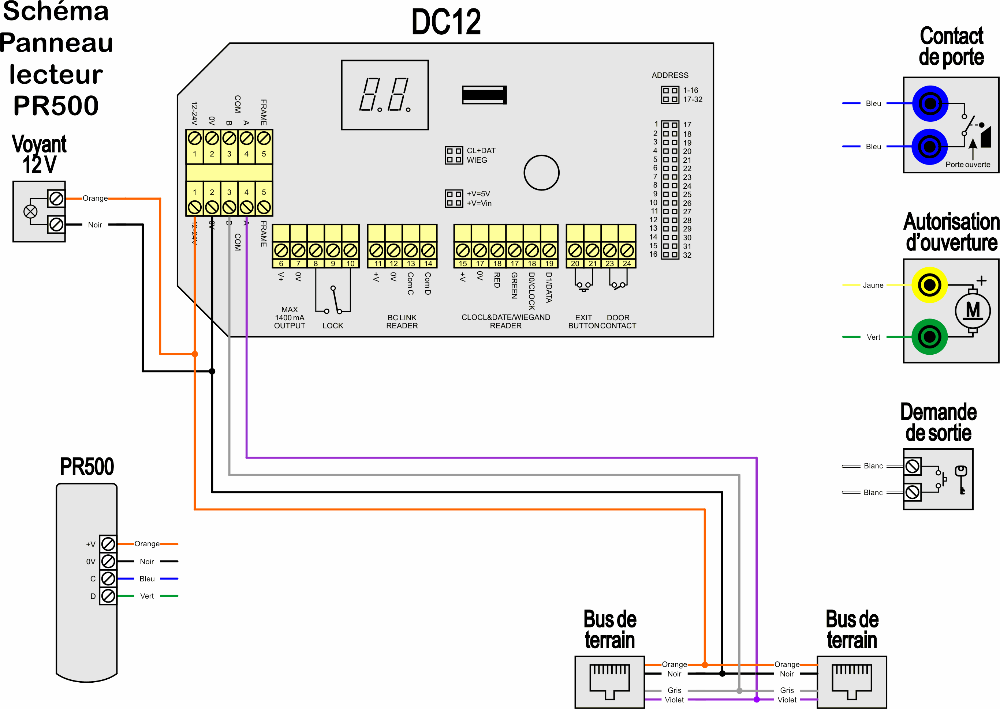 Schéma
Panneau
lecteur
PR500
DC12
Voyant
12 V
Orange
Noir
12-24V
0V
B
COM
A
FRAME
1 2 3 4 5
1 2 3 4 5
12-24V
0V
B
COM
A
FRAME
CL+DAT
WIEG
+V=5V
+V=Vin
ADDRESS
1-16
17-32
1 17
2 18
3 19
4 20
5 21
6 22
7 23
8 24
9 25
10 26
11 27
12 28
13 29
14 30
15 31
16 32
6 7 8 9 10
V+
0V
MAX
1400 mA
OUTPUT
LOCK
11 12 13 14
+V
0V
Com C
Com D
BC LINK
READER
15 17 18 17 18 19
+V
0V
RED
GREEN
D0/CLOCK
D1/DATA
CLOCL&DATE/WIEGAND
READER
20 21 23 24
EXIT
BUTTON
DOOR
CONTACT
Contact
de porte
Bleu
Bleu
Porte ouverte
Autorisation
d’ouverture
Jaune
Vert
+
M
Demande
de sortie
Blanc
Blanc
PR500
+V Orange
0V Noir
C Bleu
D Vert
Bus de
terrain
Orange
Noir
Gris
Violet
Bus de
terrain
Orange
Noir
Gris
Violet